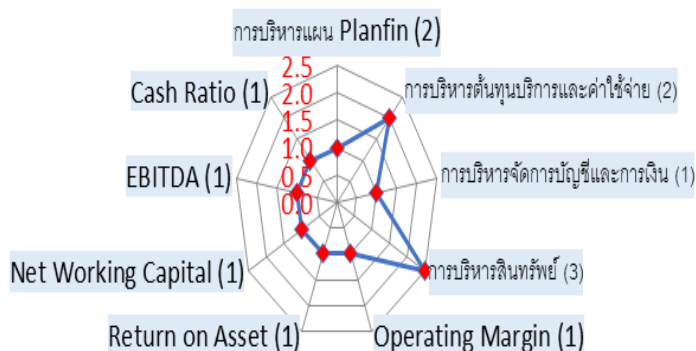 การบริหารแผน Planfin (2)
2.5
2.0
1.5
1.0
0.5
0.0
การบริหารต้นทุนบริการและค่าใช้จ่าย (2)
การบริหารจัดการบัญชีและการเงิน (1)
การบริหารสินทรัพย์ (3)
Operating Margin (1)
Return on Asset (1)
Net Working Capital (1)
EBITDA (1)
Cash Ratio (1)